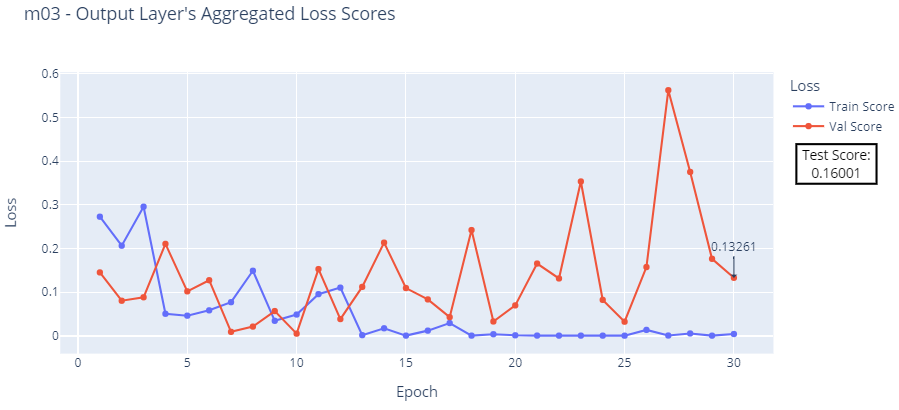 m03 - Output Layer's Aggregated Loss Scores
Loss
0.6
0.5
0.4
0.3
0.2
0.1
0
0
5
10
15
20
25
30
Epoch
0.13261
Loss
Train Score
Val Score
Test Score:
0.16001